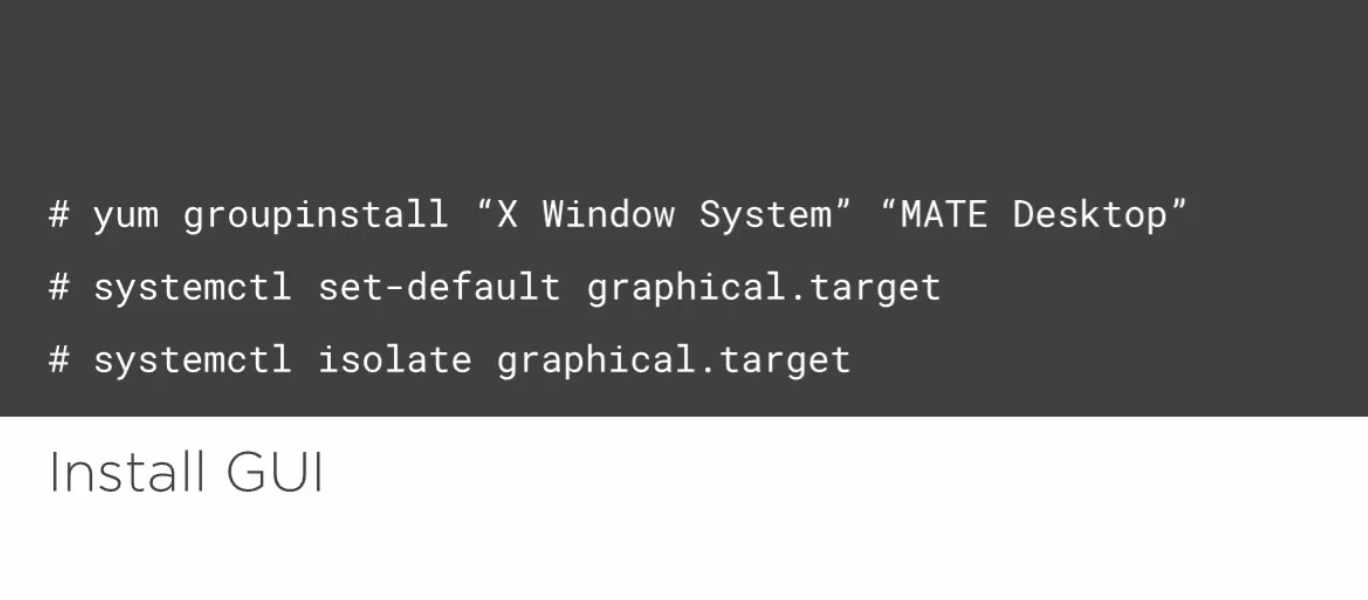 # yum groupinstall “X Window System” “MATE Desktop”
# systemctl set-default graphical.target
# systemctl isolate graphical.target
Install GUI